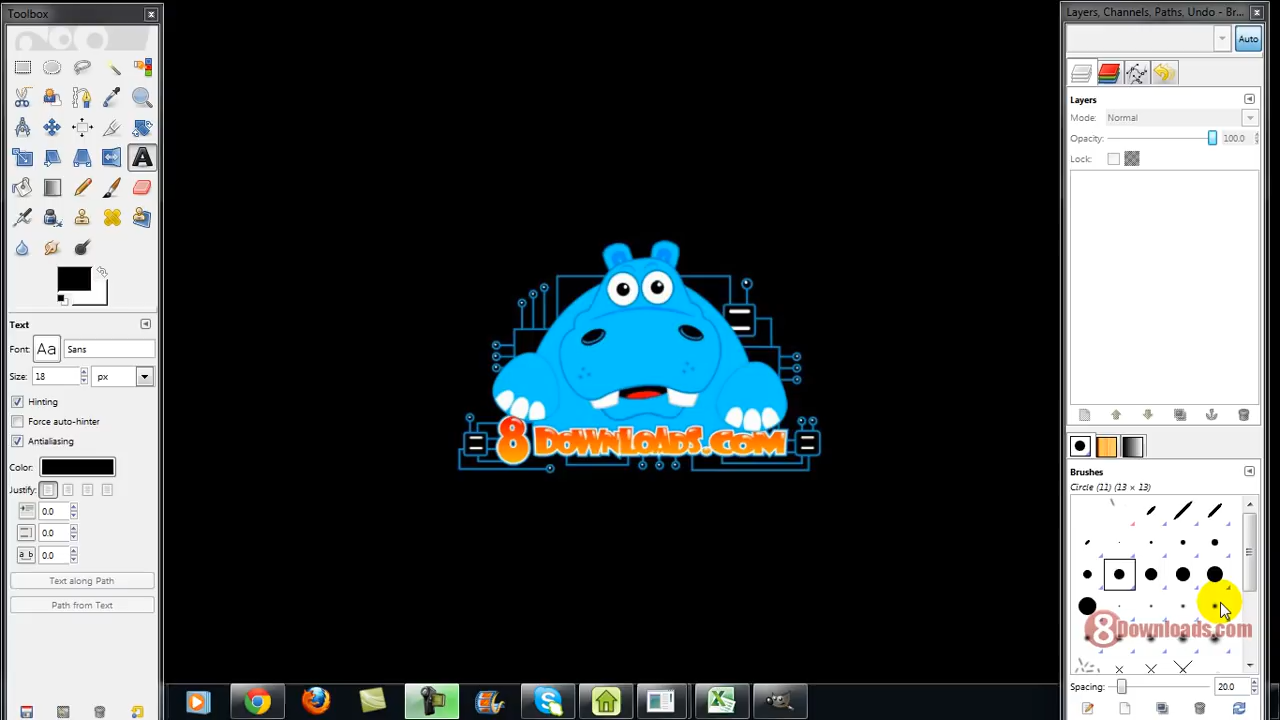 Toolbox
Layers, Channels, Paths, Undo - Br...
Auto
Layers
Mode: Normal
Opacity: 100.0
Lock:
A
Text
Font: Aa Sans
Size: 18 px
Hinting
Force auto-hinter
Antialiasing
Color:
Justify:
0.0
0.0
a b 0.0
Text along Path
Path from Text
8 DOWNLOADS.COM
Brushes
Circle (11) (13 × 13)
8Downloads.com
Spacing: 20.0